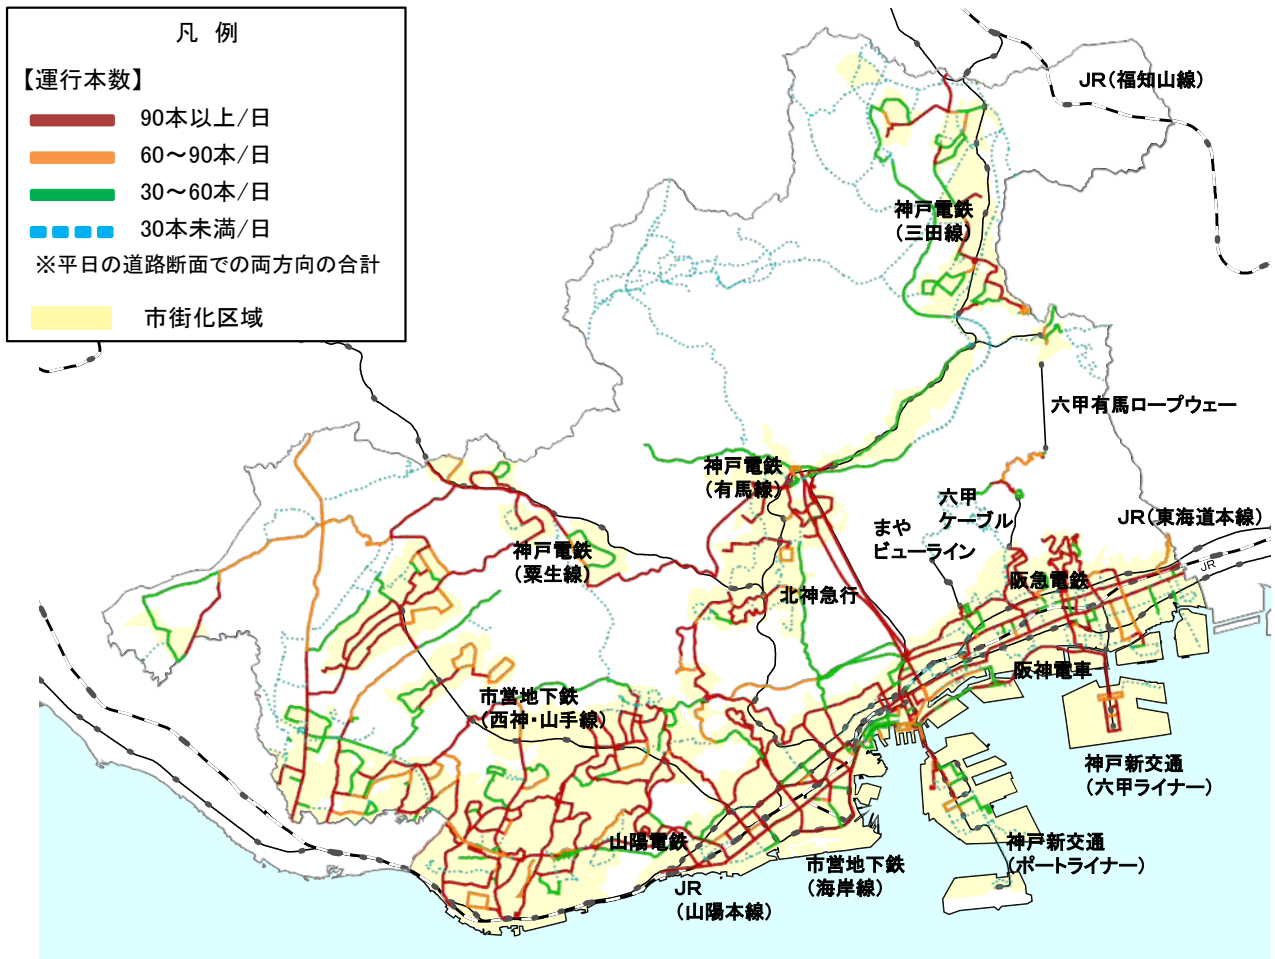 凡 例
【運行本数】
90本以上/日
60～90本/日
30～60本/日
30本未満/日
※平日の道路断面での両方向の合計
市街化区域
JR(福知山線)
神戸電鉄
(三田線)
六甲有馬ロープウェー
神戸電鉄
(有馬線)
六甲
ケーブル
まや
ビューライン
JR(東海道本線)
JR
神戸電鉄
(粟生線)
阪急電鉄
北神急行
阪神電車
市営地下鉄
(西神・山手線)
神戸新交通
(六甲ライナー)
山陽電鉄
市営地下鉄
(海岸線)
神戸新交通
(ポートライナー)
JR
(山陽本線)